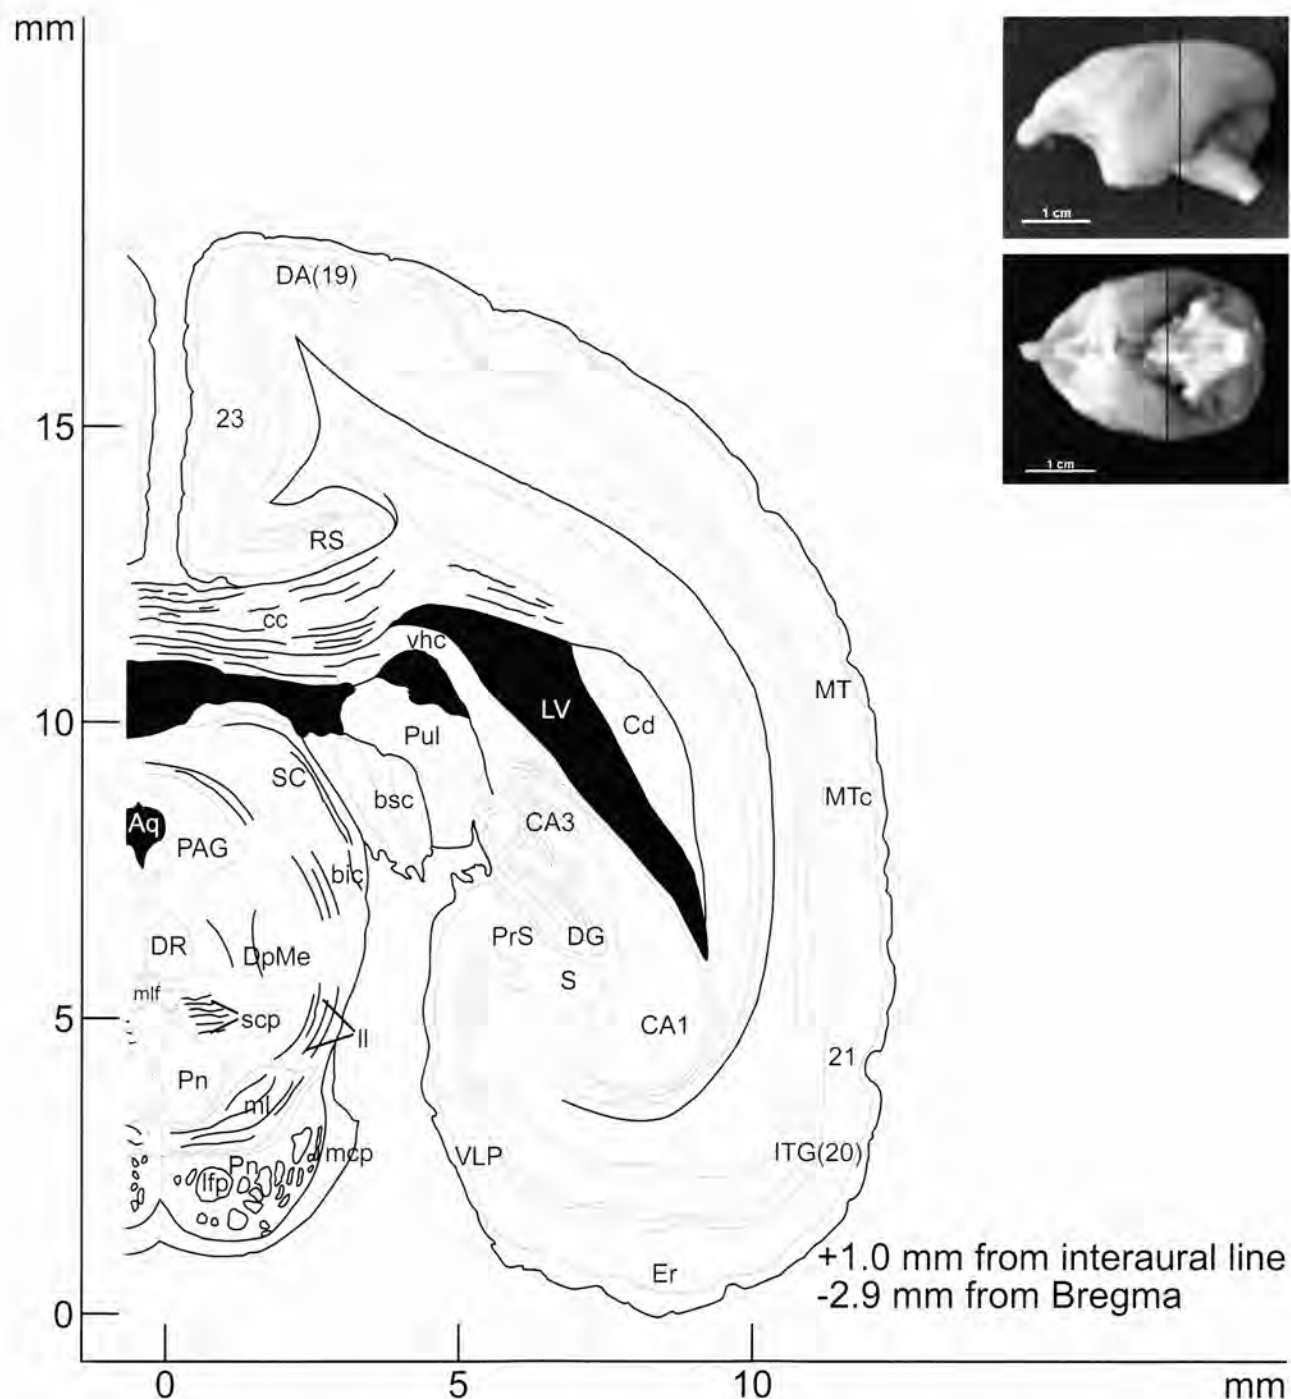 mm
1 cm
DA(19)
23
15
1 cm
RS
cc
vhc
MT
LV
10
Cd
Pul
SC
bsc
MTc
CA3
Aq
PAG
bic
PrS
DG
DR
DpMe
S
mlf
5
scp
CA1
ll
21
Pn
ml
mcp
VLP
ITG(20)
Pn
lfp
+1.0 mm from interaural line
Er
-2.9 mm from Bregma
0
0
5
10
mm